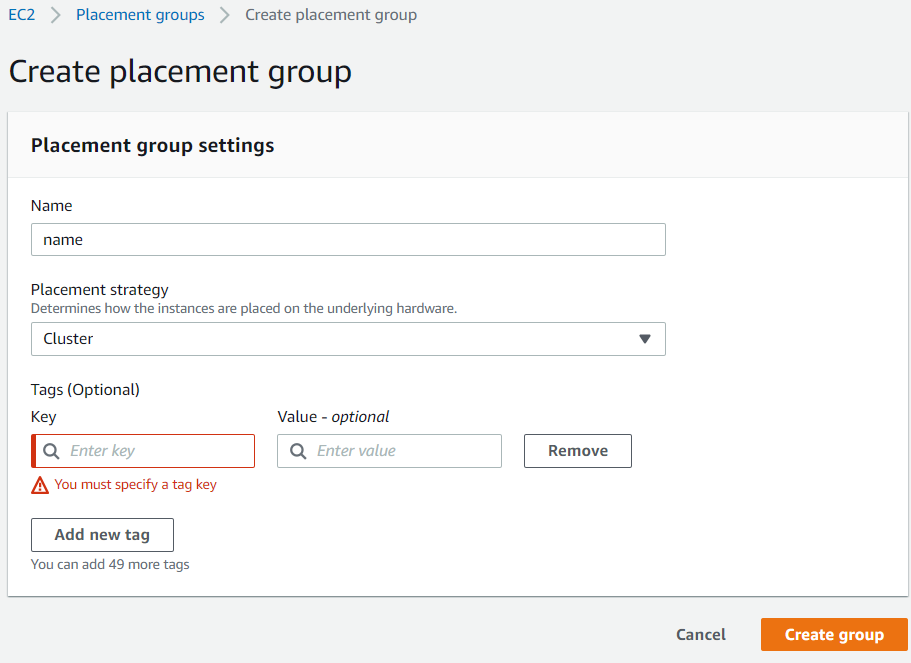 EC2 Placement groups Create placement group
Create placement group
Placement group settings
Name
name
Placement strategy
Determines how the instances are placed on the underlying hardware.
Cluster
Tags (Optional)
Key Value - optional
Enter key Enter value Remove
You must specify a tag key
Add new tag
You can add 49 more tags
Cancel Create group